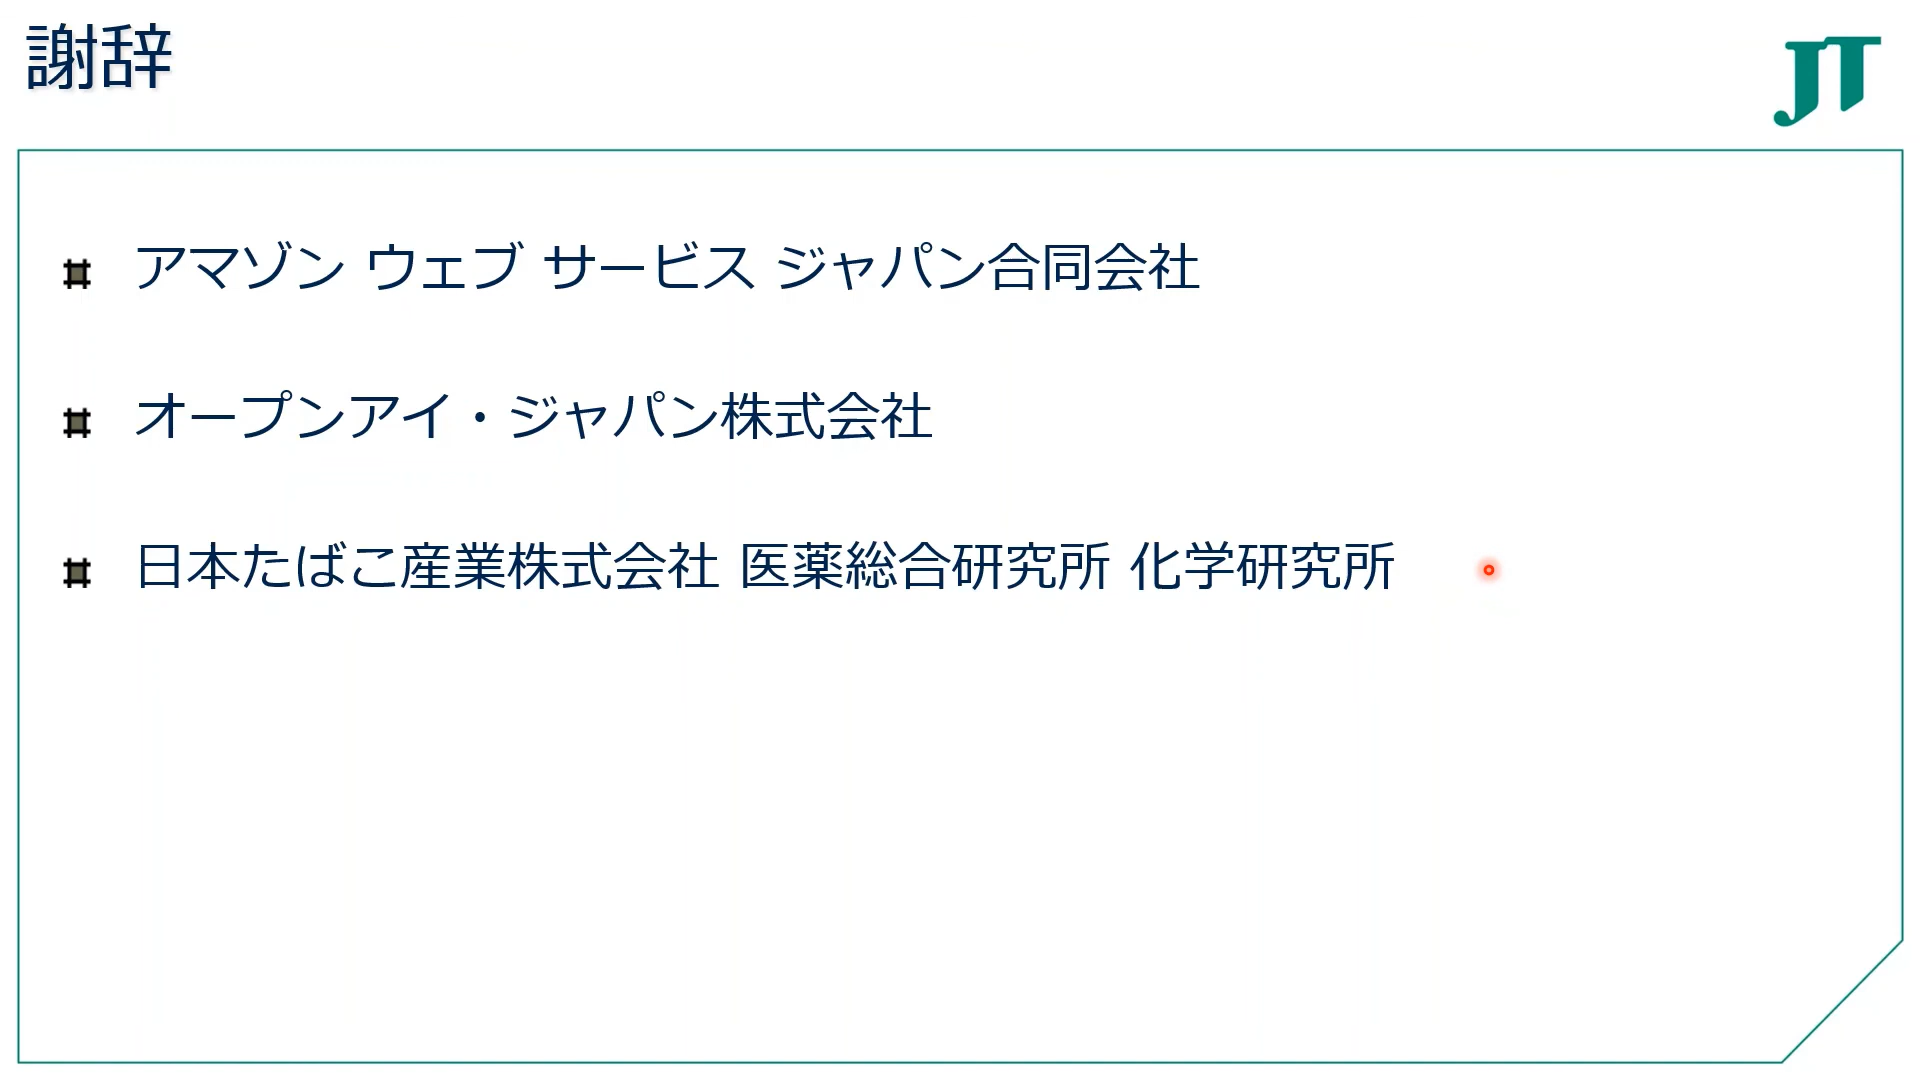 謝辞
JT
アマゾン ウェブ サービス ジャパン合同会社
オープンアイ・ジャパン株式会社
日本たばこ産業株式会社 医薬総合研究所 化学研究所